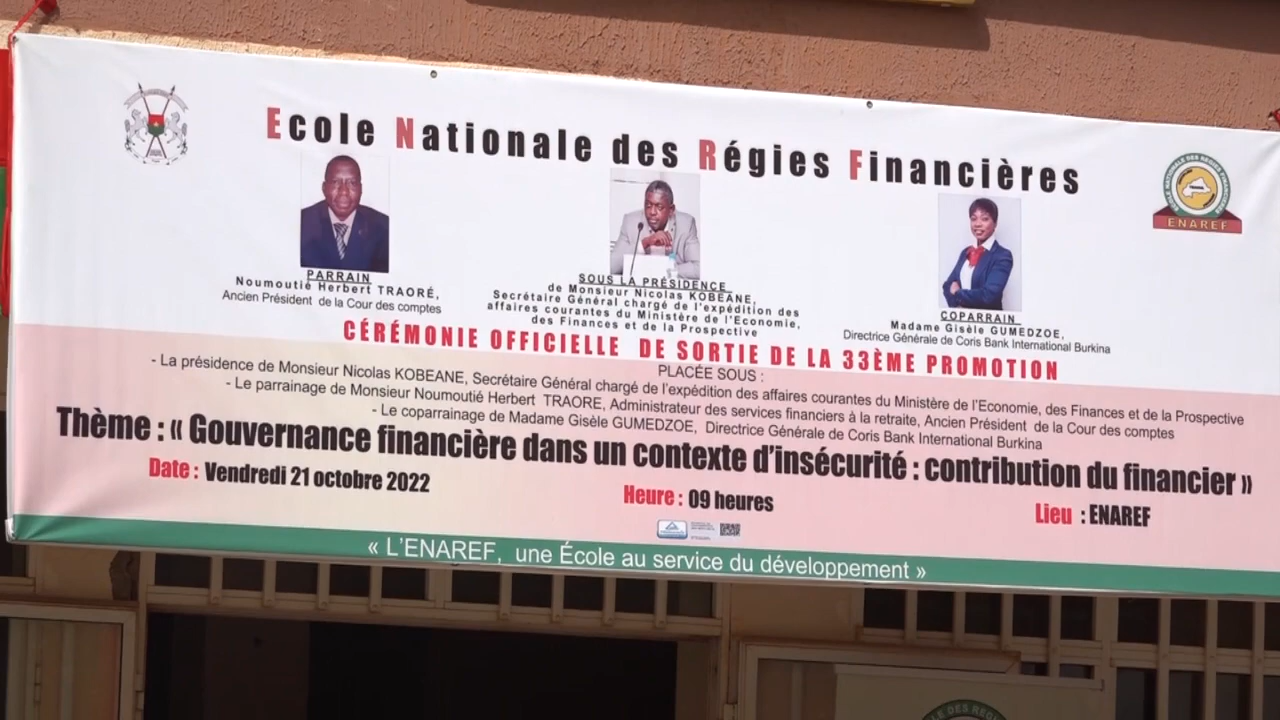 Ecole Nationale des Régies Financières
ENAREF
PARRAIN
Noumoutié Herbert TRAORÉ,
Ancien Président de la Cour des comptes
SOUS LA PRÉSIDENCE
de Monsieur Nicolas KOBEANE,
Secrétaire Général chargé de l'expédition des
affaires courantes du Ministère de l'Economie,
des Finances et de la Prospective
COPARRAIN
Madame Gisèle GUMEDZOE,
Directrice Générale de Coris Bank International Burkina
CÉRÉMONIE OFFICIELLE DE SORTIE DE LA 33ÈME PROMOTION
PLACÉE SOUS :
- La présidence de Monsieur Nicolas KOBEANE, Secrétaire Général chargé de l'expédition des affaires courantes du Ministère de l'Economie, des Finances et de la Prospective
- Le parrainage de Monsieur Noumoutié Herbert TRAORE, Administrateur des services financiers à la retraite, Ancien Président de la Cour des comptes
- Le coparrainage de Madame Gisèle GUMEDZOE, Directrice Générale de Coris Bank International Burkina
Thème : « Gouvernance financière dans un contexte d'insécurité : contribution du financier »
Date : Vendredi 21 octobre 2022
Heure : 09 heures
Lieu : ENAREF
« L'ENAREF, une École au service du développement »